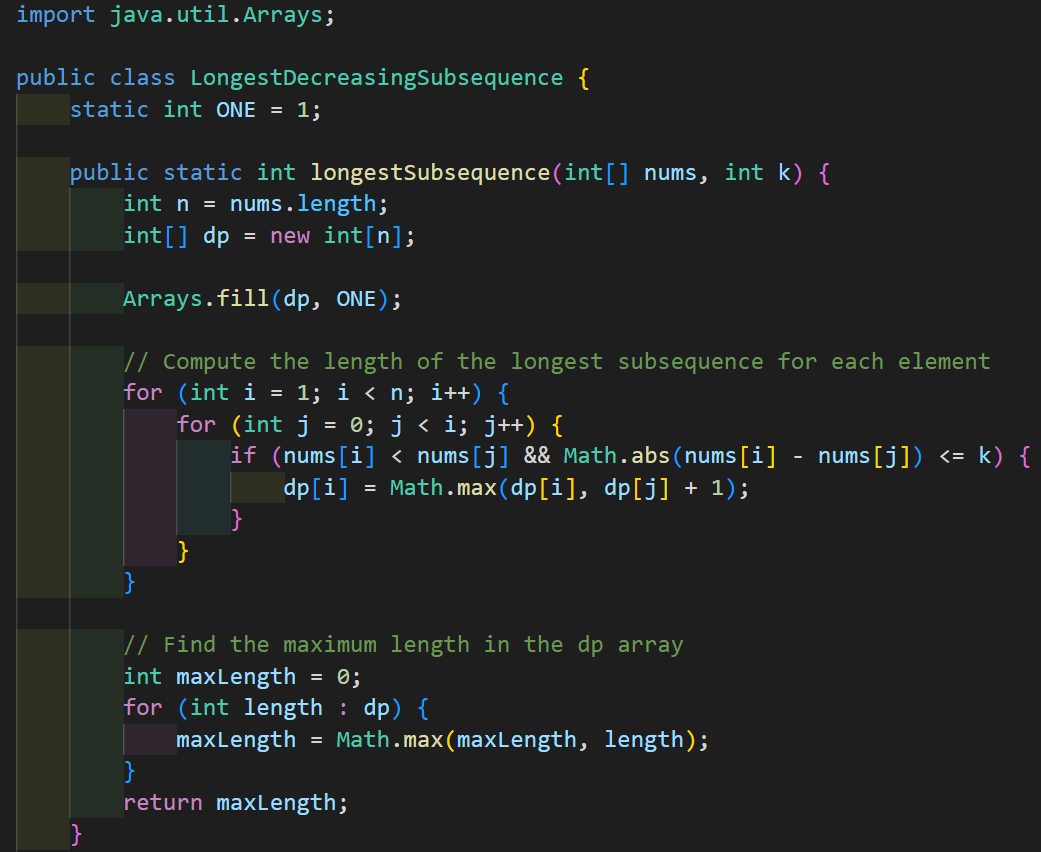 import java.util.Arrays;
public class LongestDecreasingSubsequence {
static int ONE = 1;
public static int longestSubsequence(int[] nums, int k) {
int n = nums.length;
int[] dp = new int[n];
Arrays.fill(dp, ONE);
// Compute the length of the longest subsequence for each element
for (int i = 1; i < n; i++) {
for (int j = 0; j < i; j++) {
if (nums[i] < nums[j] && Math.abs(nums[i] - nums[j]) <= k) {
dp[i] = Math.max(dp[i], dp[j] + 1);
}
}
}
// Find the maximum length in the dp array
int maxLength = 0;
for (int length : dp) {
maxLength = Math.max(maxLength, length);
}
return maxLength;
}